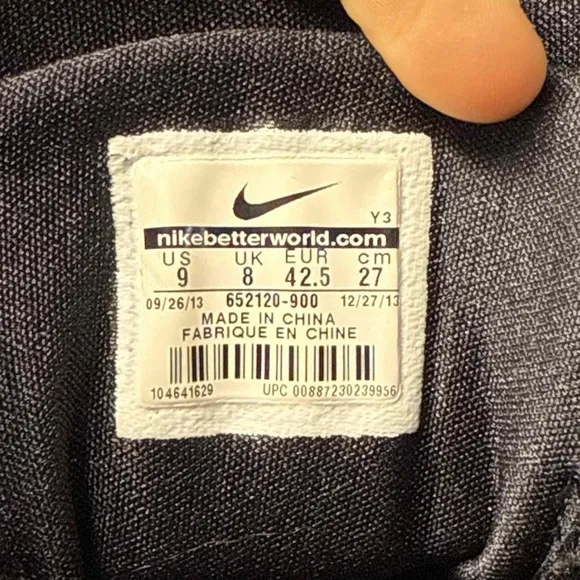 Y3
nikebetterworld.com
US UK EUR cm
9 8 42.5 27
09/26/13 652120-900 12/27/13
MADE IN CHINA
FABRIQUE EN CHINE
104641629 UPC 00887230239956